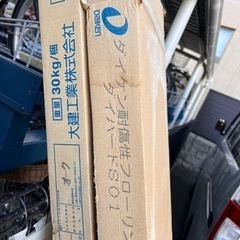 重量 30kg/梱
大建工業株式会社
オーク
DAIKEN
ダイケン耐傷性フローリン
ダイハードS01